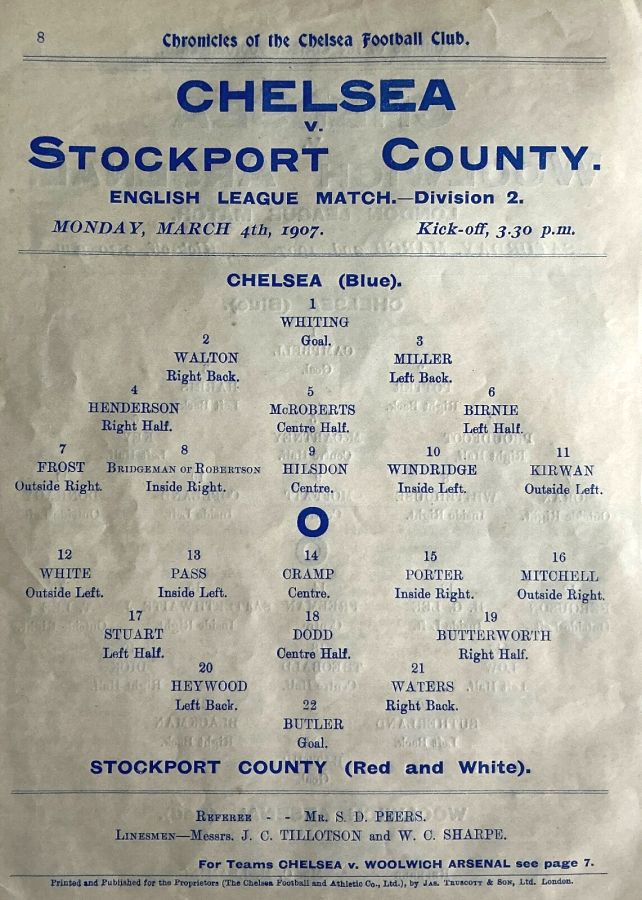 8
Chronicles of the Chelsea Football Club.
CHELSEA
v.
STOCKPORT COUNTY.
ENGLISH LEAGUE MATCH.—Division 2.
MONDAY, MARCH 4th, 1907. Kick-off, 3.30 p.m.
CHELSEA (Blue).
1
WHITING
Goal.
2 3
WALTON MILLER
Right Back. Left Back.
4 5 6
HENDERSON McROBERTS BIRNIE
Right Half. Centre Half. Left Half.
7 8 9 10 11
FROST BRIDGEMAN or ROBERTSON HILSDON WINDRIDGE KIRWAN
Outside Right. Inside Right. Centre. Inside Left. Outside Left.
O
12 13 14 15 16
WHITE PASS CRAMP PORTER MITCHELL
Outside Left. Inside Left. Centre. Inside Right. Outside Right.
17 18 19
STUART DODD BUTTERWORTH
Left Half. Centre Half. Right Half.
20 21
HEYWOOD WATERS
Left Back. Right Back.
22
BUTLER
Goal.
STOCKPORT COUNTY (Red and White).
REFEREE - - MR. S. D. PEERS.
LINESMEN—Messrs. J. C. TILLOTSON and W. C. SHARPE.
For Teams CHELSEA v. WOOLWICH ARSENAL see page 7.
Printed and Published for the Proprietors (The Chelsea Football and Athletic Co., Ltd.), by JAS. TRUSCOTT & SON, Ltd. London.